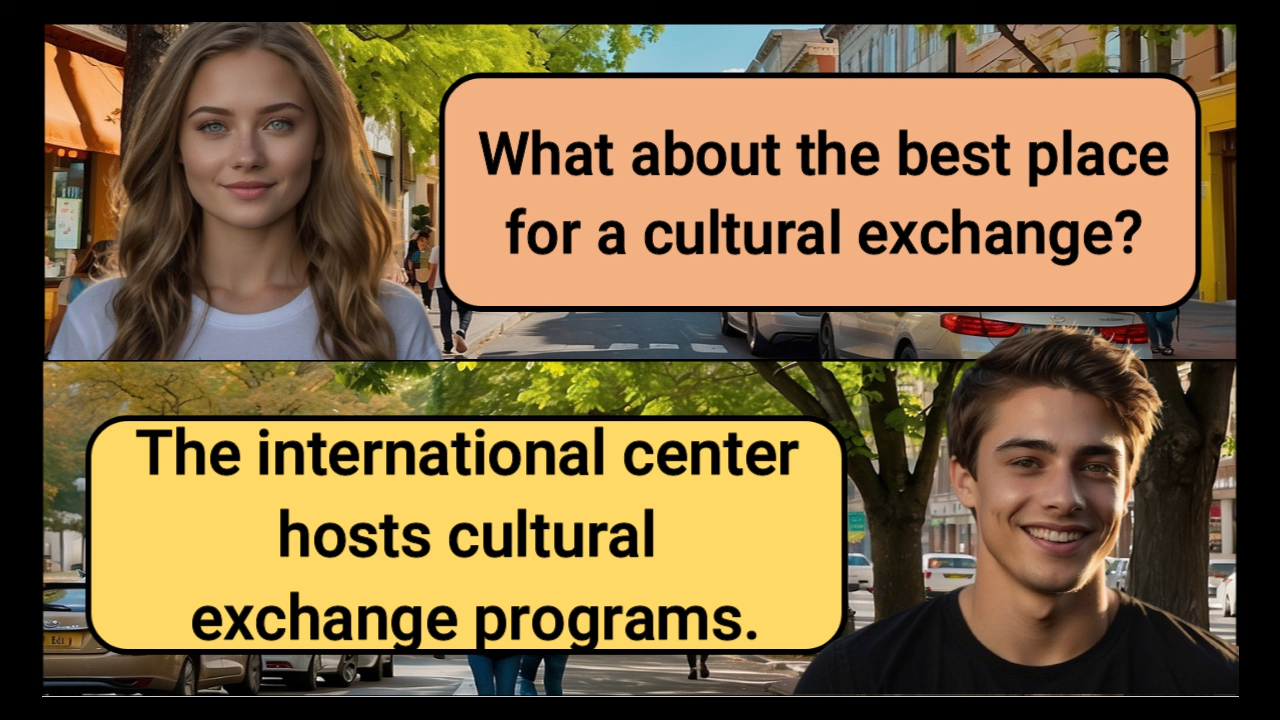 What about the best place
for a cultural exchange?
The international center
hosts cultural
exchange programs.